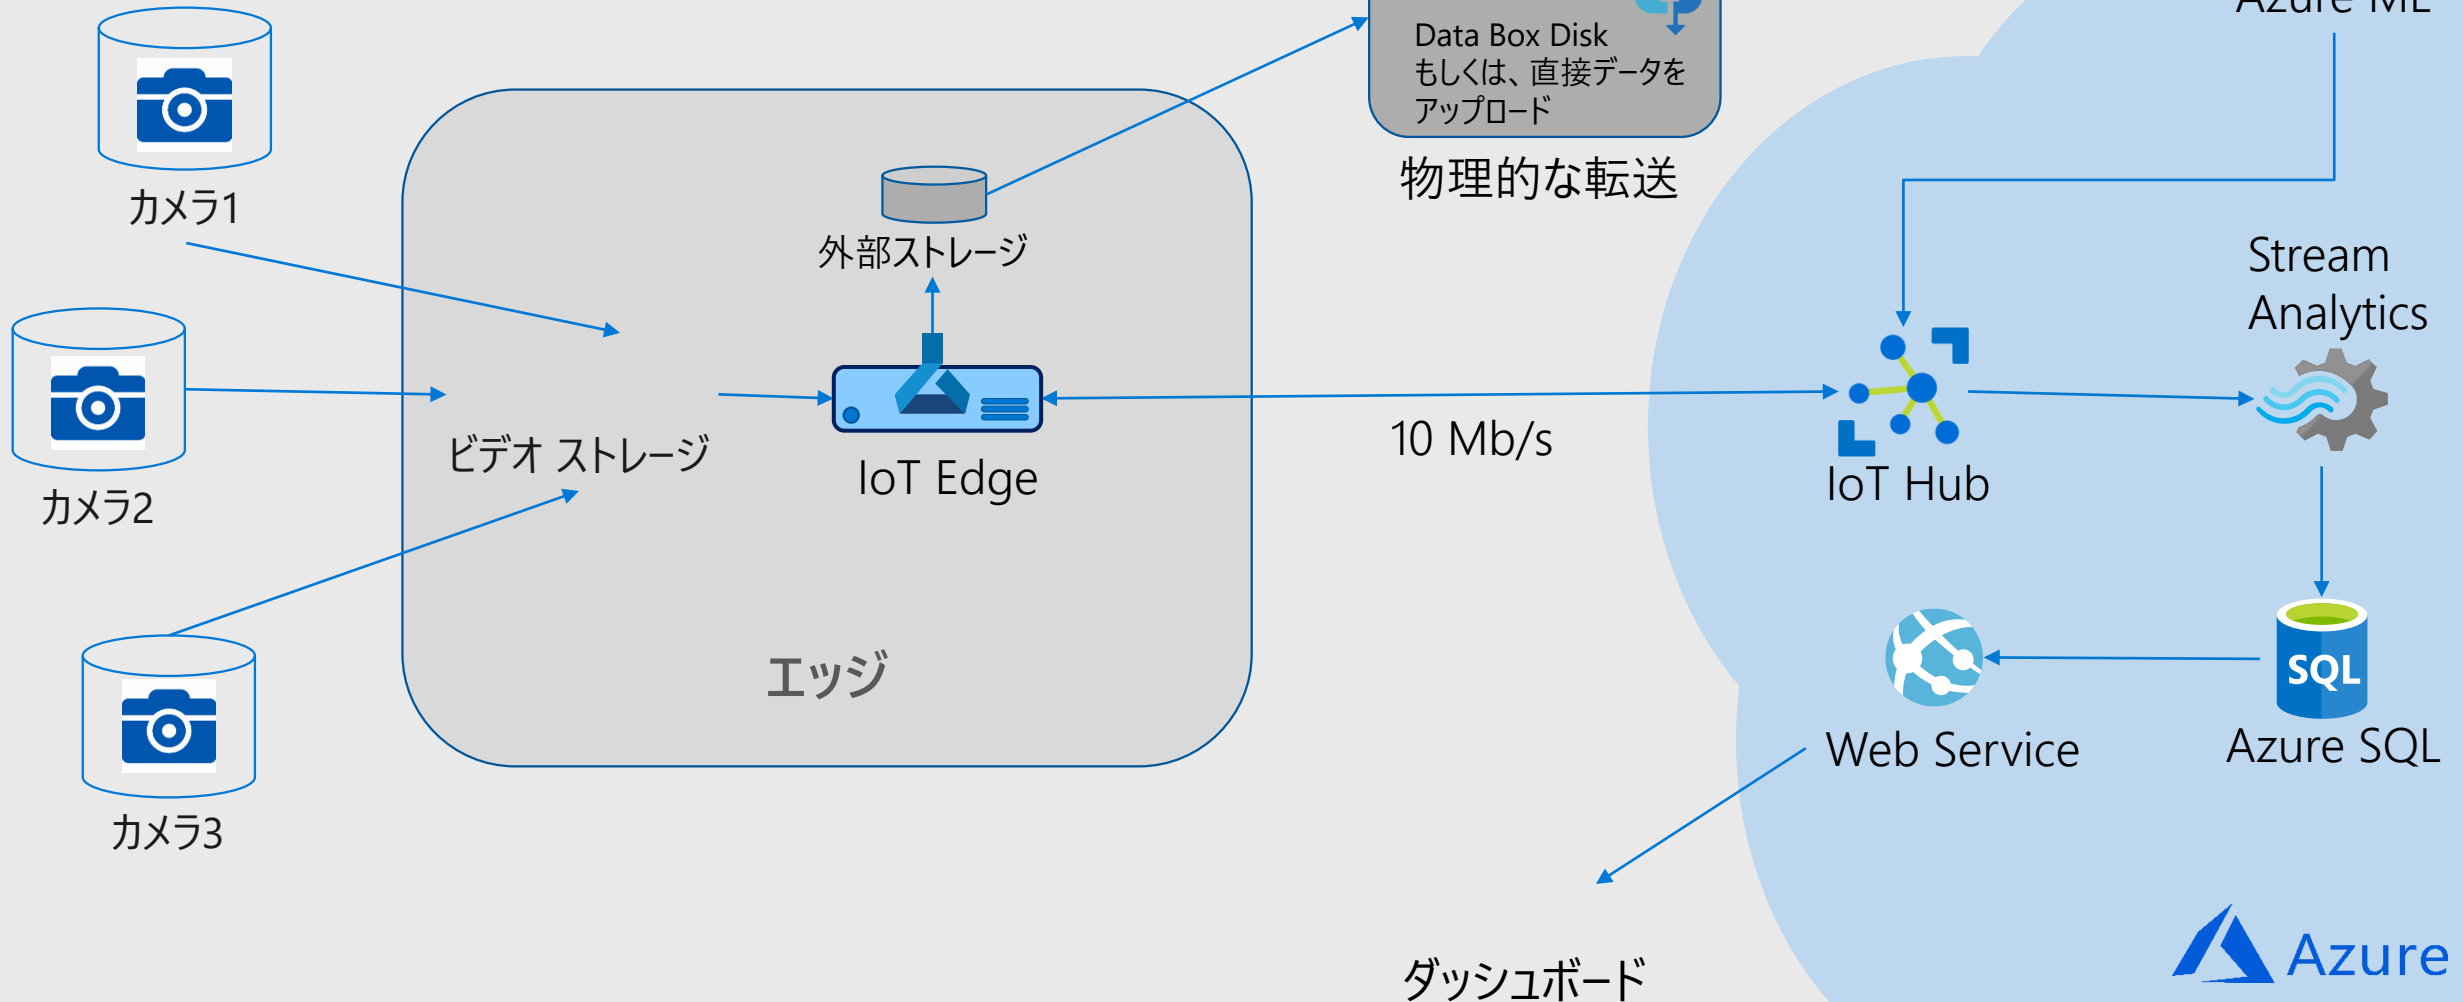 Azure ML
Data Box Disk
もしくは、直接データを
アップロード
物理的な転送
カメラ1
外部ストレージ
Stream
Analytics
カメラ2
ビデオ ストレージ
IoT Edge
10 Mb/s
IoT Hub
エッジ
SQL
Web Service
Azure SQL
カメラ3
ダッシュボード
Azure